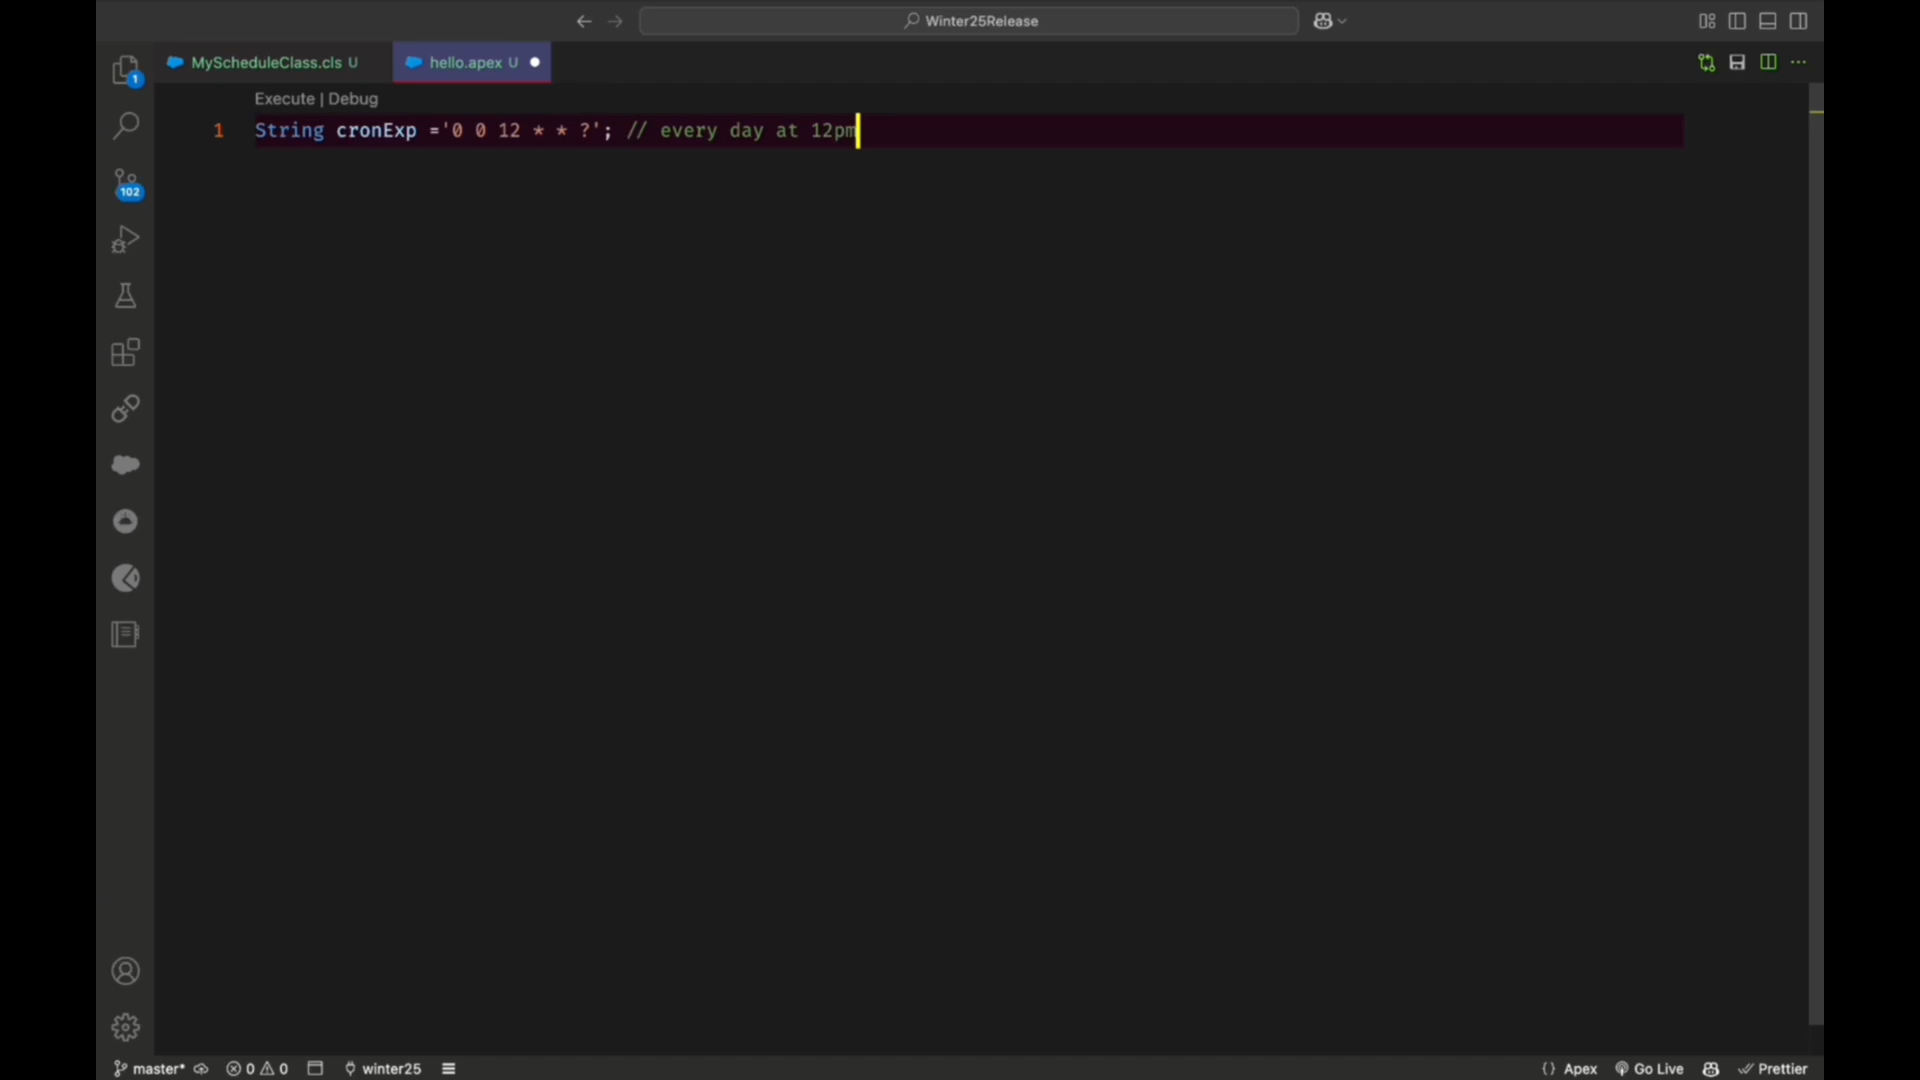 Winter25Release
MyScheduleClass.cls U
hello.apex U
1
Execute | Debug
1 String cronExp ='0 0 12 * * ?'; // every day at 12pm
102
master*
0 0
winter25
{} Apex
Go Live
Prettier